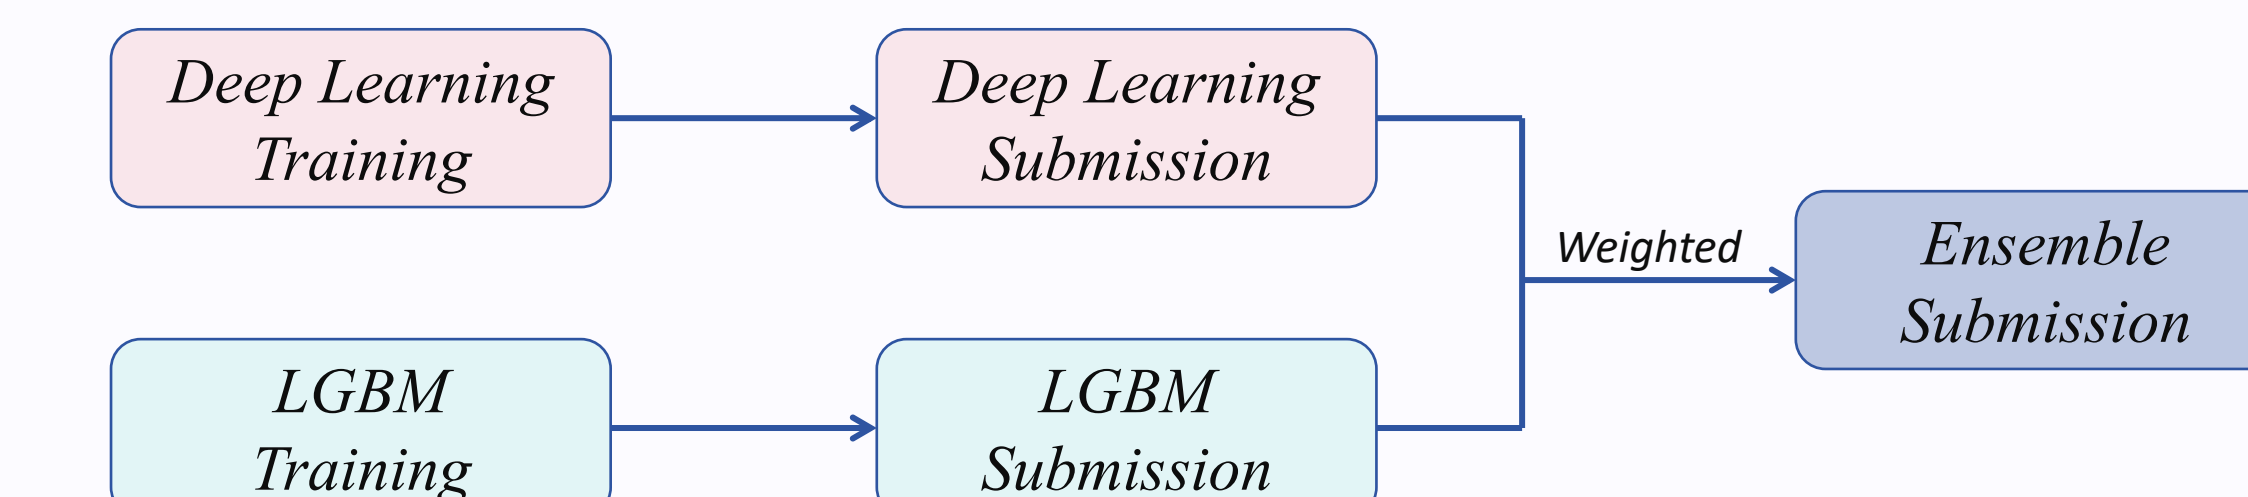 Deep Learning
Training
Deep Learning
Submission
Weighted
Ensemble
Submission
LGBM
Training
LGBM
Submission